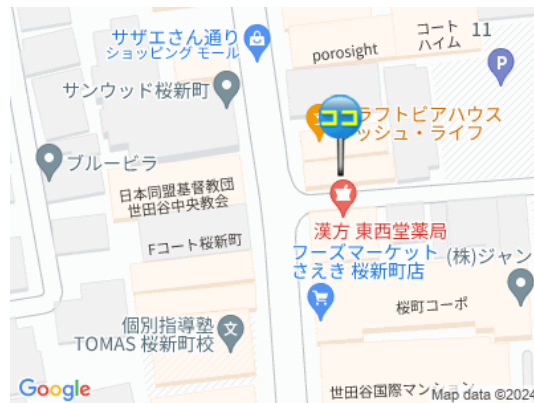 サザエさん通り
ショッピング モール
コート
ハイム
11
porosight
P
サンウッド桜新町
ココ
ラフトビアハウス
ッシュ・ライフ
ブルービラ
日本同盟基督教団
世田谷中央教会
漢方 東西堂薬局
Fコート桜新町
フーズマーケット
さえき 桜新町店
(株)ジャン
桜町コーポ
個別指導塾
TOMAS 桜新町校
文
世田谷国際マンション
Google
Map data ©2024